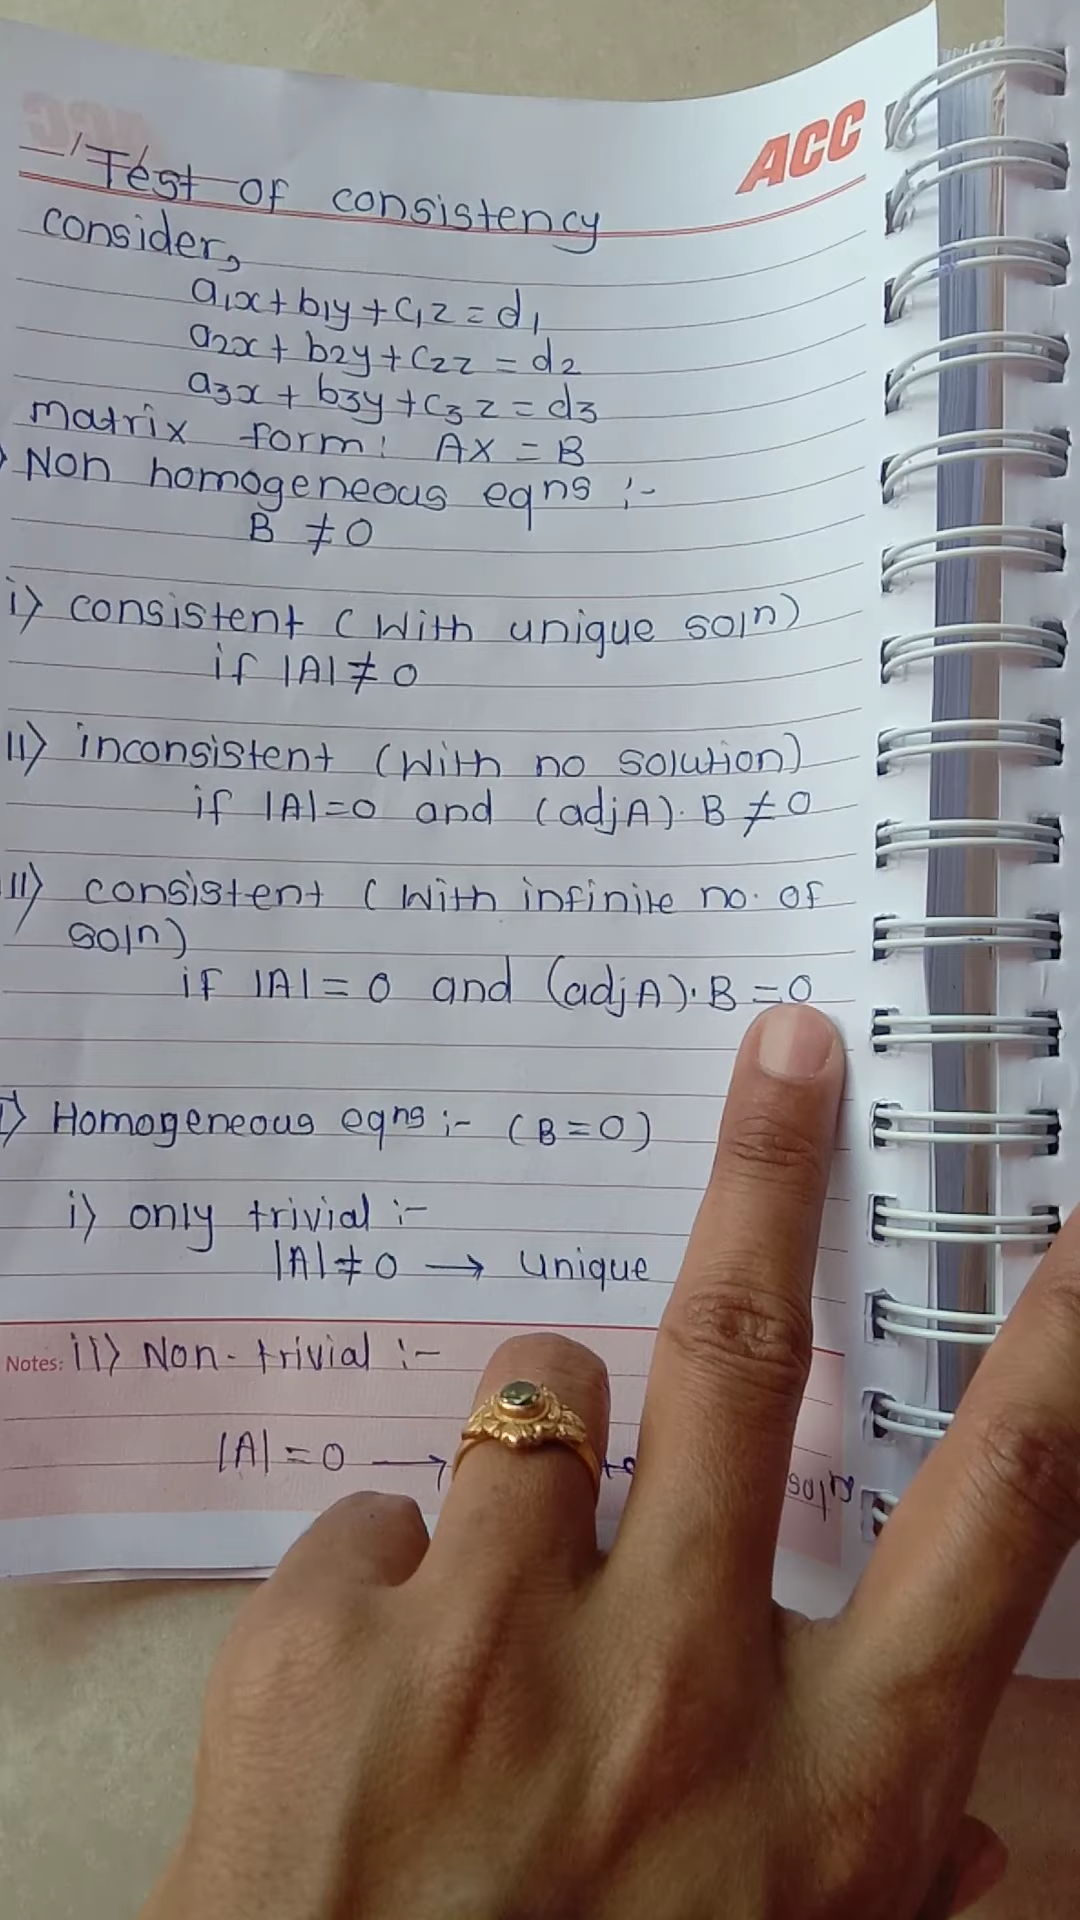 ACC
Test of consistency
consider,
a1x + b1y + c1z = d1
a2x + b2y + c2z = d2
a3x + b3y + c3z = d3
matrix form: AX = B
Non homogeneous eqns :-
B ≠ 0
i) consistent (with unique soln)
if |A| ≠ 0
II) inconsistent (with no solution)
if |A|=0 and (adjA). B ≠ 0
II) consistent (with infinite no. of
soln)
if |A| = 0 and (adjA). B = 0
Homogeneous eqns :- (B=0)
i) only trivial :-
|A| ≠ 0 → unique
Notes: ii) Non-trivial :-
|A| = 0 → soln